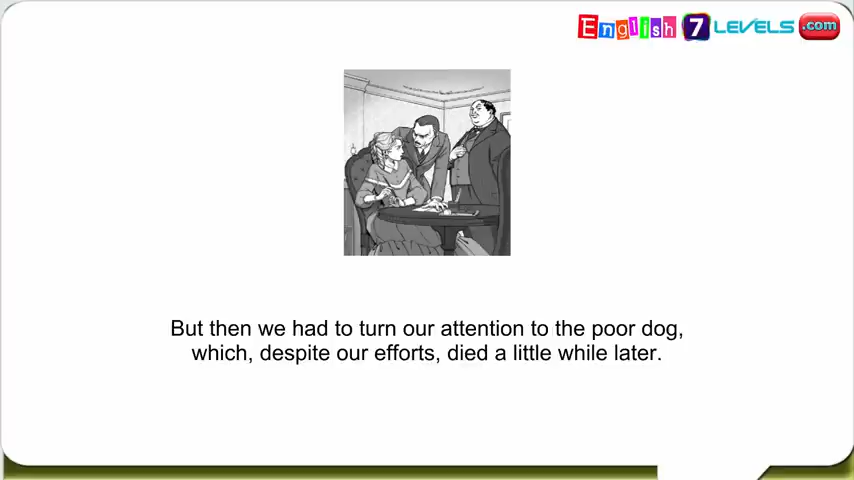 English 7 LEVELS .com
But then we had to turn our attention to the poor dog,
which, despite our efforts, died a little while later.